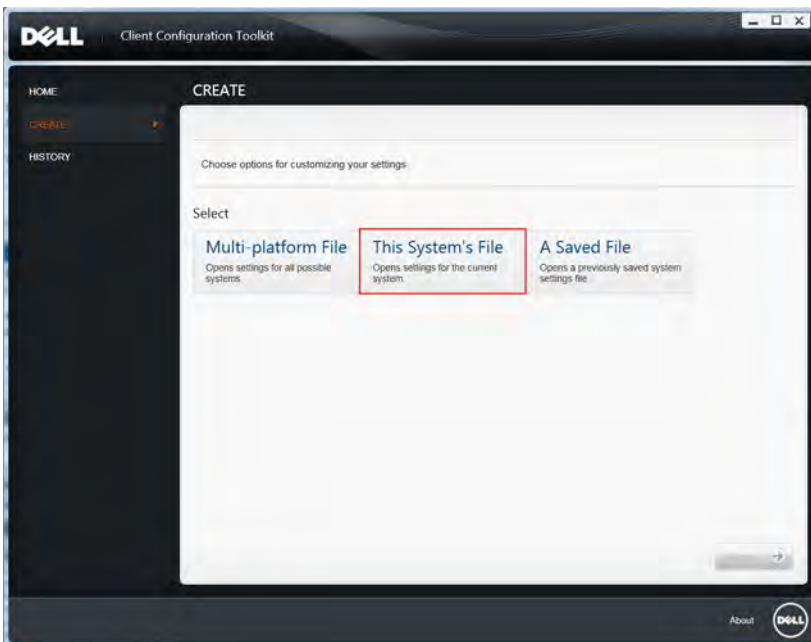 DELL
Client Configuration Toolkit
HOME
CREATE
HISTORY
CREATE
Choose options for customizing your settings
Select
Multi-platform File
Opens settings for all possible
systems.
This System's File
Opens settings for the current
system.
A Saved File
Opens a previously saved system
settings file
About
DELL